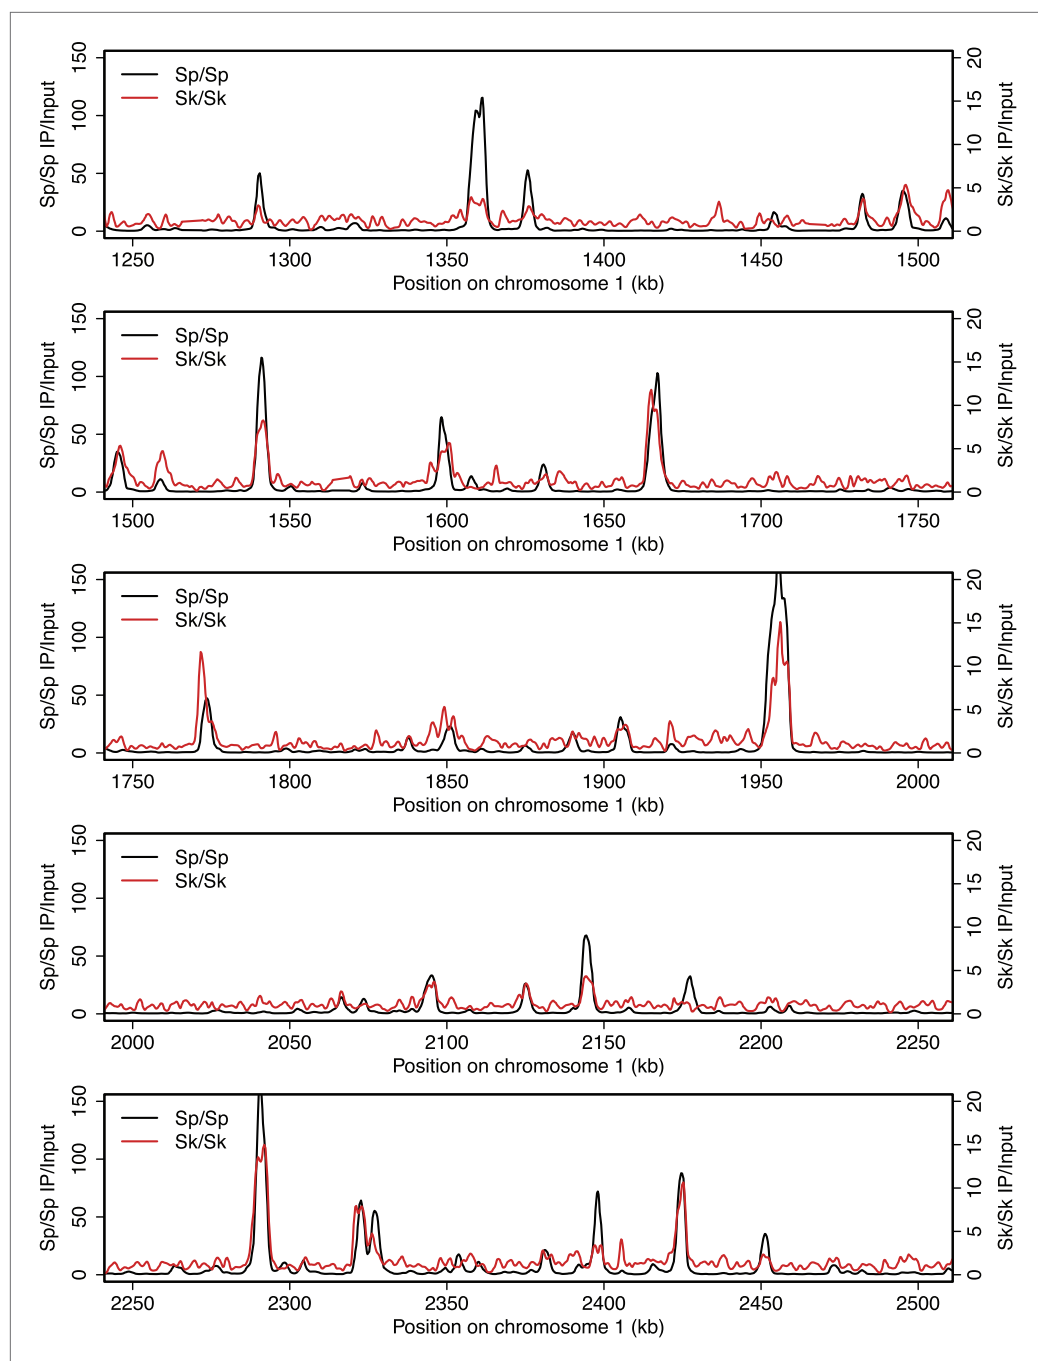 Sp/Sp IP/Input
0 50 100 150
Sp/Sp
Sk/Sk
0 5 10 15 20
Sk/Sk IP/Input
1250 1300 1350 1400 1450 1500
Position on chromosome 1 (kb)
Sp/Sp IP/Input
0 50 100 150
Sp/Sp
Sk/Sk
0 5 10 15 20
Sk/Sk IP/Input
1500 1550 1600 1650 1700 1750
Position on chromosome 1 (kb)
Sp/Sp IP/Input
0 50 100 150
Sp/Sp
Sk/Sk
0 5 10 15 20
Sk/Sk IP/Input
1750 1800 1850 1900 1950 2000
Position on chromosome 1 (kb)
Sp/Sp IP/Input
0 50 100 150
Sp/Sp
Sk/Sk
0 5 10 15 20
Sk/Sk IP/Input
2000 2050 2100 2150 2200 2250
Position on chromosome 1 (kb)
Sp/Sp IP/Input
0 50 100 150
Sp/Sp
Sk/Sk
0 5 10 15 20
Sk/Sk IP/Input
2250 2300 2350 2400 2450 2500
Position on chromosome 1 (kb)